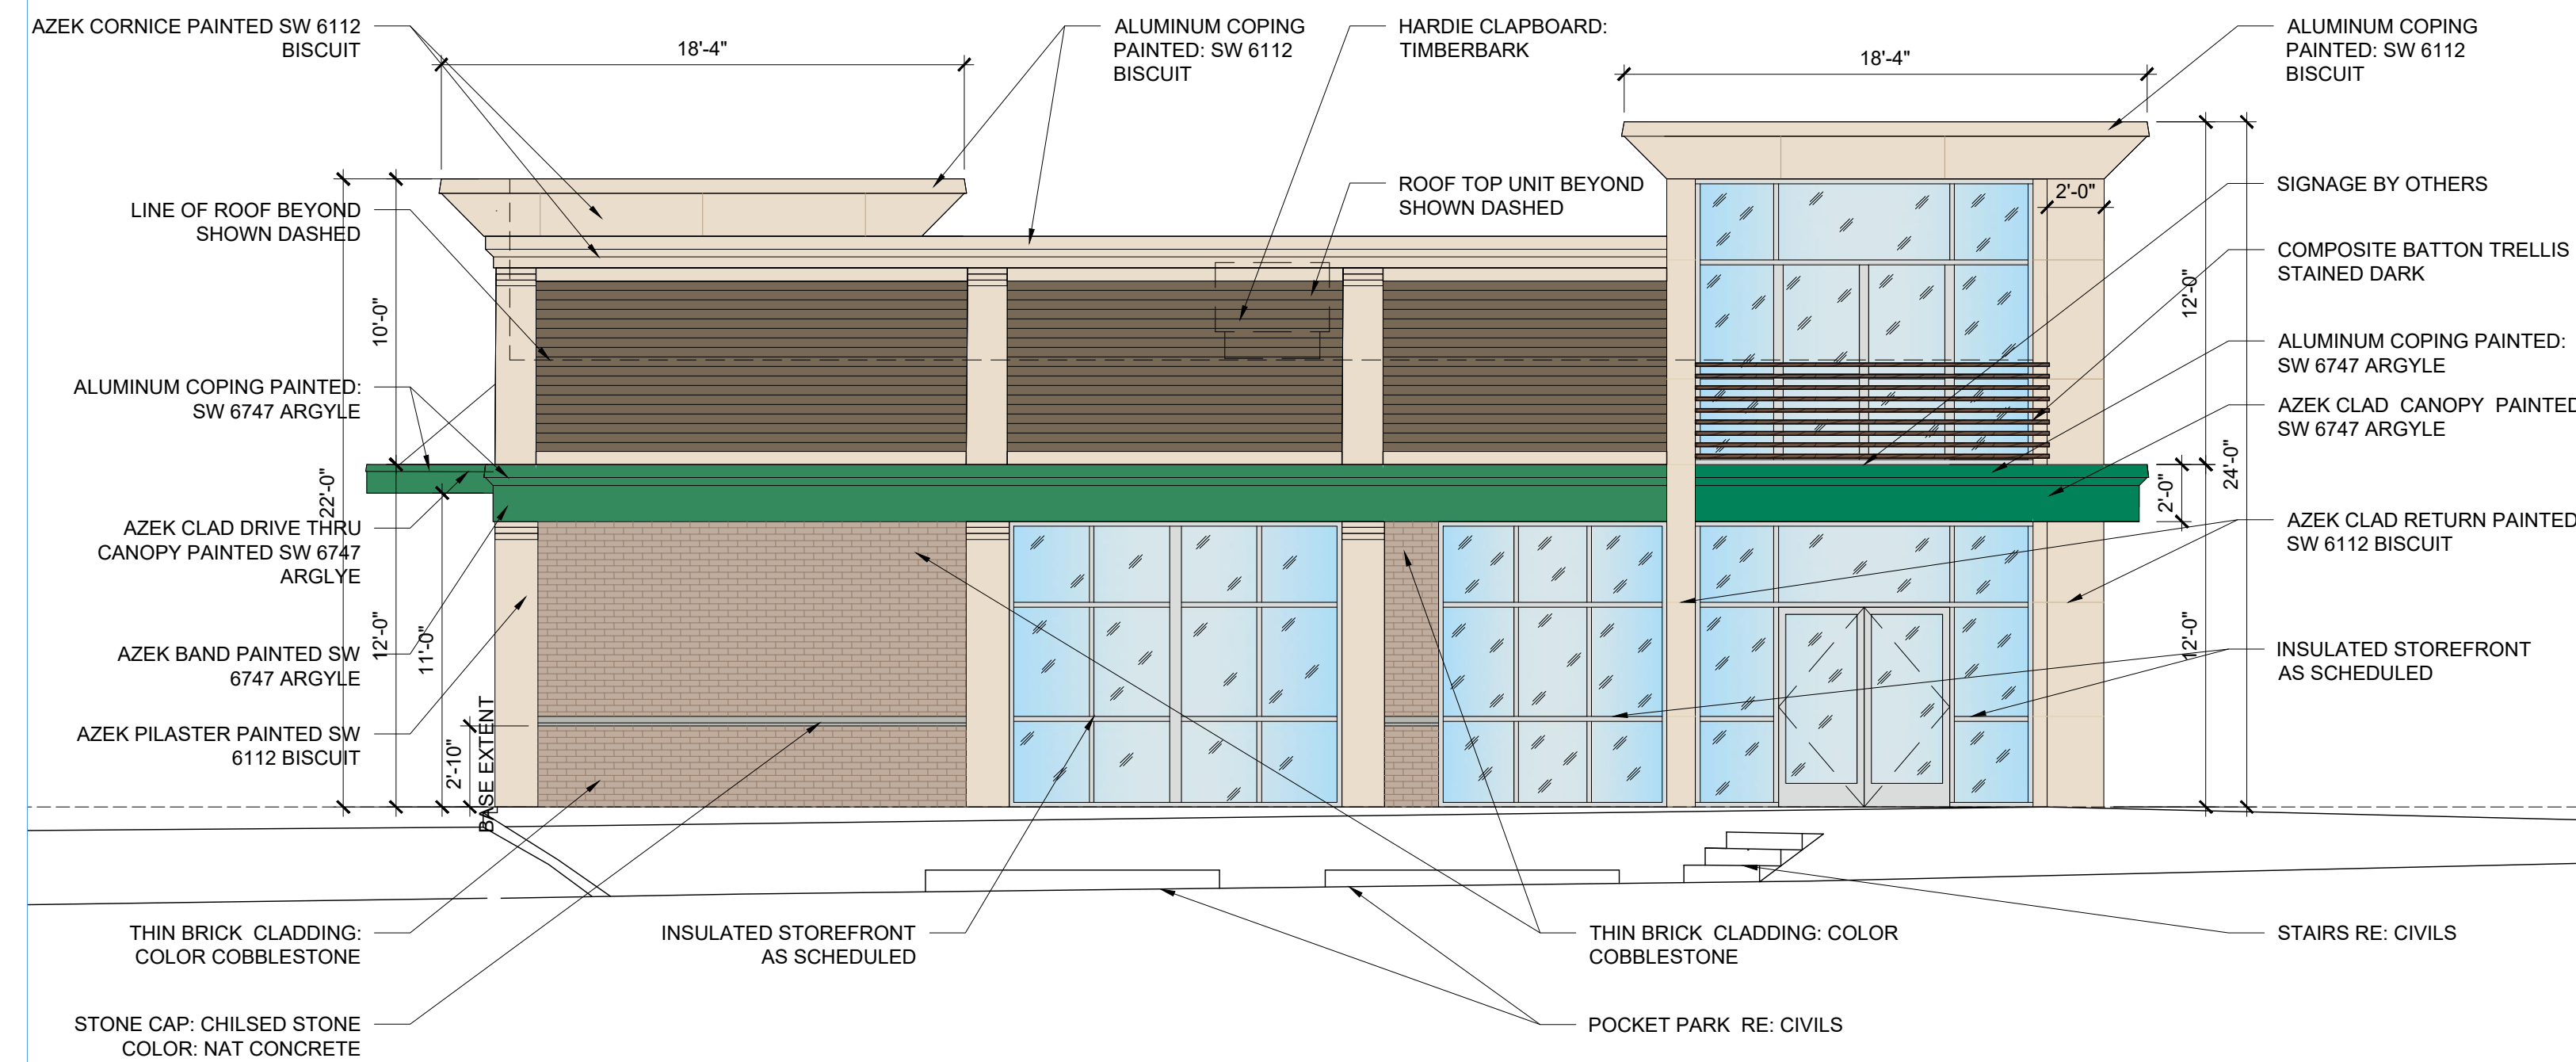 AZEK CORNICE PAINTED SW 6112
BISCUIT
18'-4"
ALUMINUM COPING
PAINTED: SW 6112
BISCUIT
HARDIE CLAPBOARD:
TIMBERBARK
18'-4"
ALUMINUM COPING
PAINTED: SW 6112
BISCUIT
LINE OF ROOF BEYOND
SHOWN DASHED
ROOF TOP UNIT BEYOND
SHOWN DASHED
2'-0"
SIGNAGE BY OTHERS
COMPOSITE BATTON TRELLIS
STAINED DARK
10'-0"
12'-0"
ALUMINUM COPING PAINTED:
SW 6747 ARGYLE
ALUMINUM COPING PAINTED:
SW 6747 ARGYLE
AZEK CLAD CANOPY PAINTED
SW 6747 ARGYLE
22'-0"
24'-0"
2'-0"
AZEK CLAD DRIVE THRU
CANOPY PAINTED SW 6747
ARGLYE
AZEK CLAD RETURN PAINTED
SW 6112 BISCUIT
12'-0"
11'-0"
12'-0"
AZEK BAND PAINTED SW
6747 ARGYLE
INSULATED STOREFRONT
AS SCHEDULED
AZEK PILASTER PAINTED SW
6112 BISCUIT
2'-10"
BASE EXTENT
THIN BRICK CLADDING:
COLOR COBBLESTONE
INSULATED STOREFRONT
AS SCHEDULED
THIN BRICK CLADDING: COLOR
COBBLESTONE
STAIRS RE: CIVILS
STONE CAP: CHILSED STONE
COLOR: NAT CONCRETE
POCKET PARK RE: CIVILS